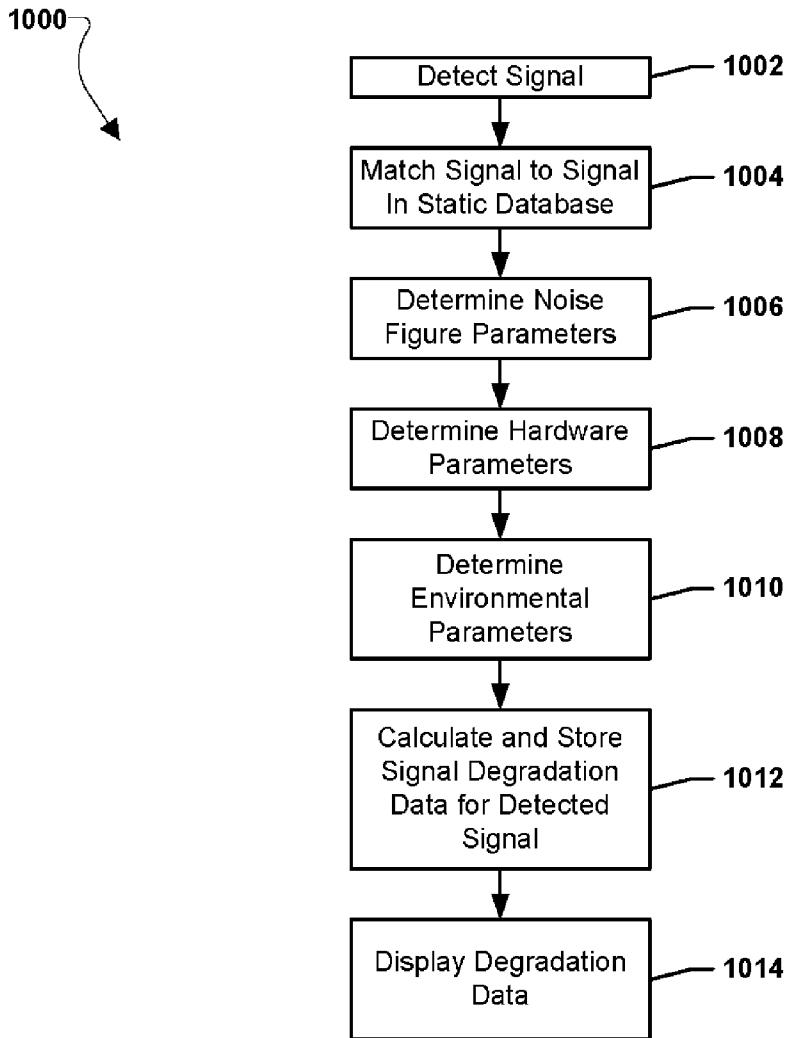 1000
Detect Signal
1002
Match Signal to Signal
In Static Database
1004
Determine Noise
Figure Parameters
1006
Determine Hardware
Parameters
1008
Determine
Environmental
Parameters
1010
Calculate and Store
Signal Degradation
Data for Detected
Signal
1012
Display Degradation
Data
1014